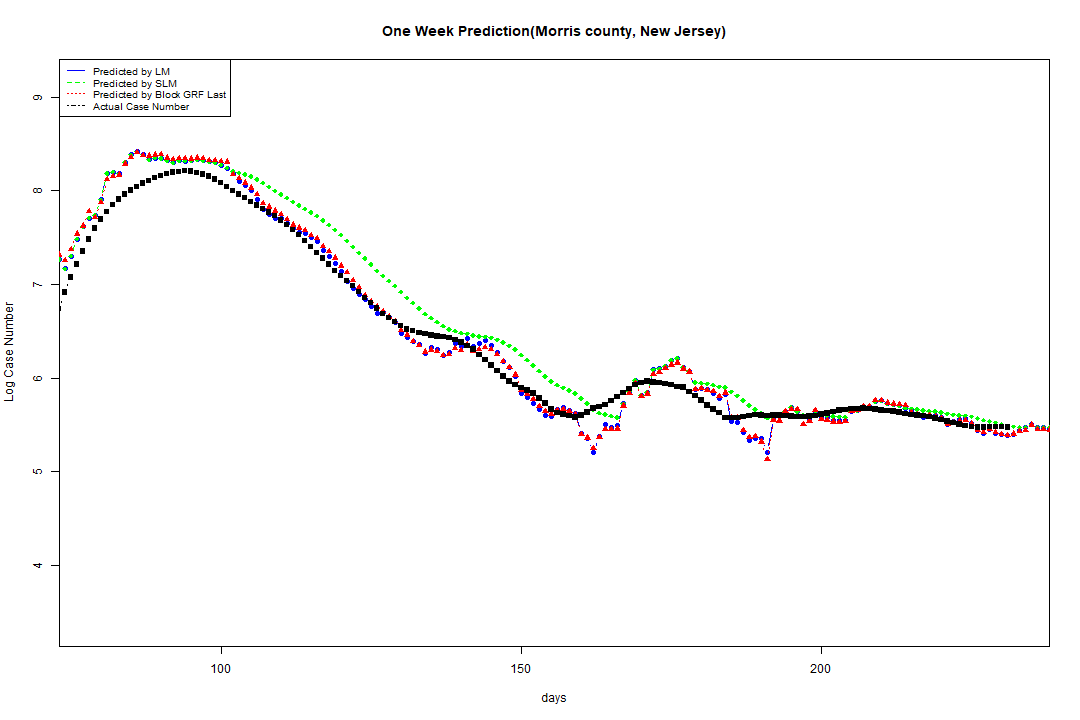 One Week Prediction(Morris county, New Jersey)
Predicted by LM
Predicted by SLM
Predicted by Block GRF Last
Actual Case Number
9
8
7
6
5
4
Log Case Number
100 150 200
days